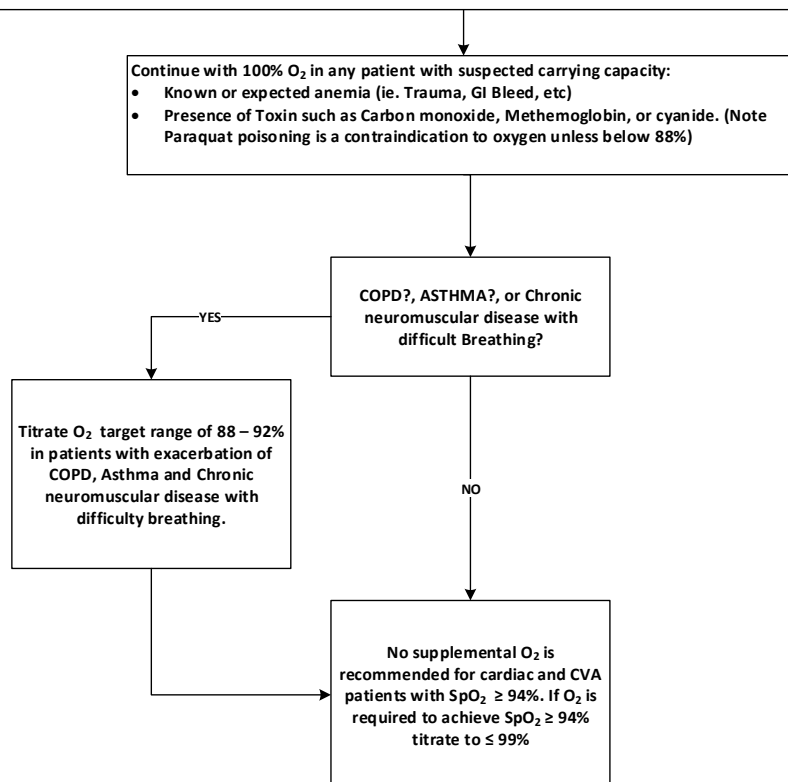 Continue with 100% O₂ in any patient with suspected carrying capacity:
• Known or expected anemia (ie. Trauma, GI Bleed, etc)
• Presence of Toxin such as Carbon monoxide, Methemoglobin, or cyanide. (Note
Paraquat poisoning is a contraindication to oxygen unless below 88%)
COPD?, ASTHMA?, or Chronic
neuromuscular disease with
difficult Breathing?
YES
Titrate O₂ target range of 88 – 92%
in patients with exacerbation of
COPD, Asthma and Chronic
neuromuscular disease with
difficulty breathing.
NO
No supplemental O₂ is
recommended for cardiac and CVA
patients with SpO₂ ≥ 94%. If O₂ is
required to achieve SpO₂ ≥ 94%
titrate to ≤ 99%